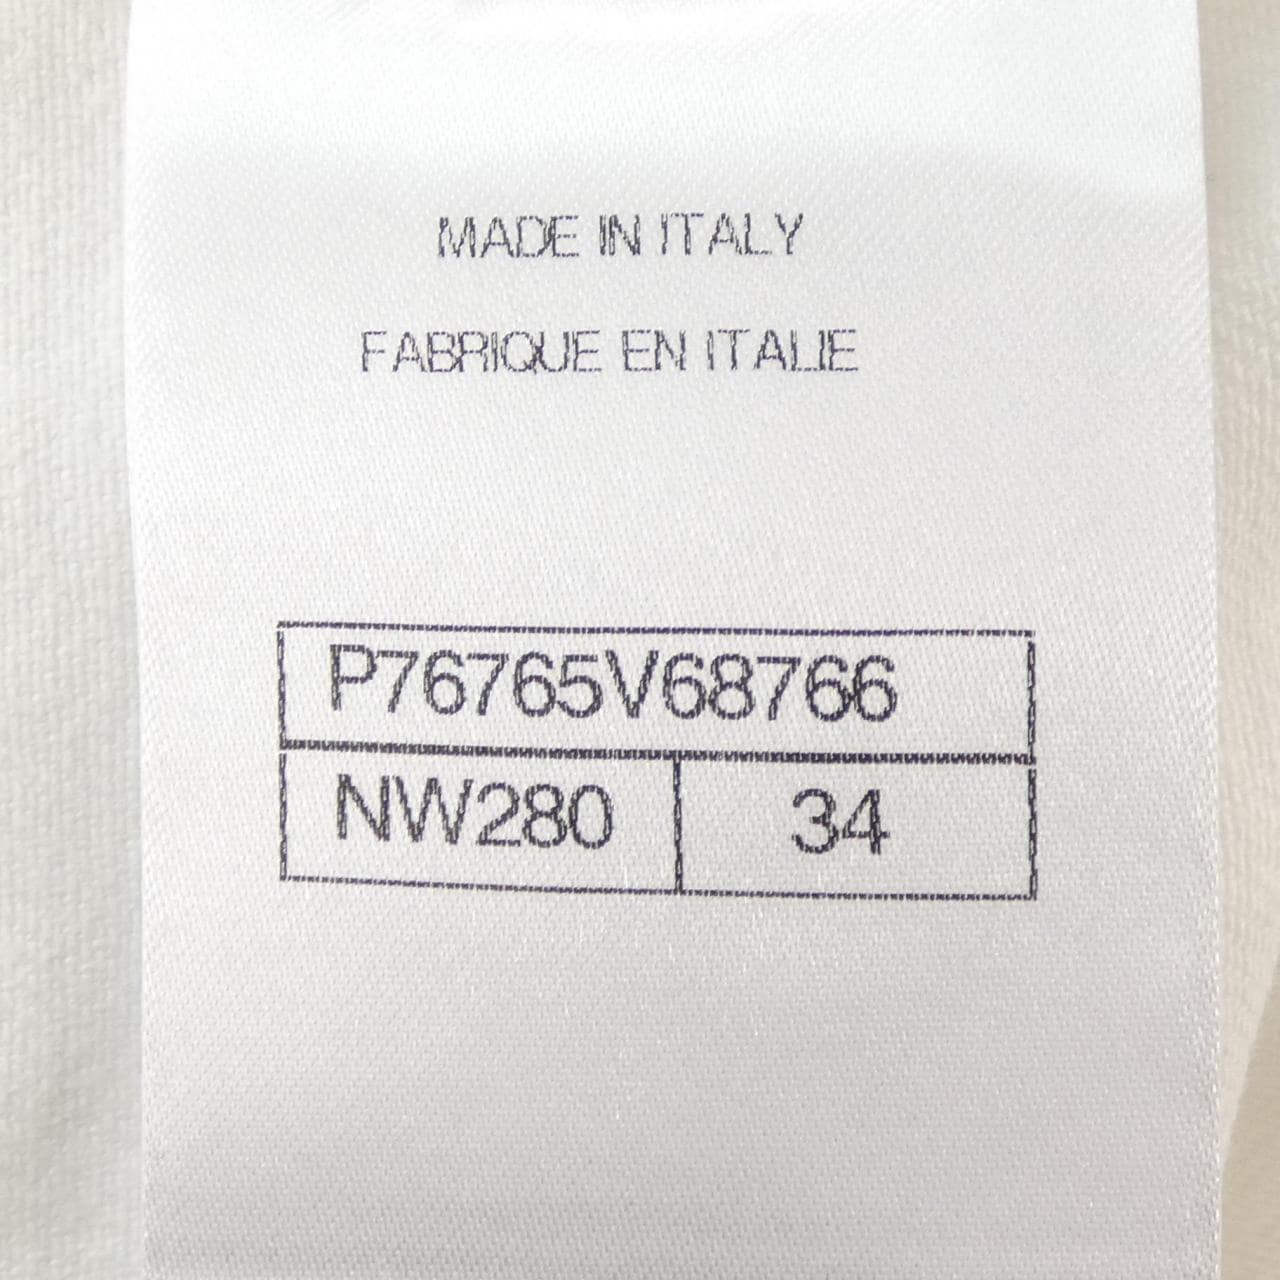 MADE IN ITALY
FABRIQUE EN ITALIE
P76765V68766
NW280 34